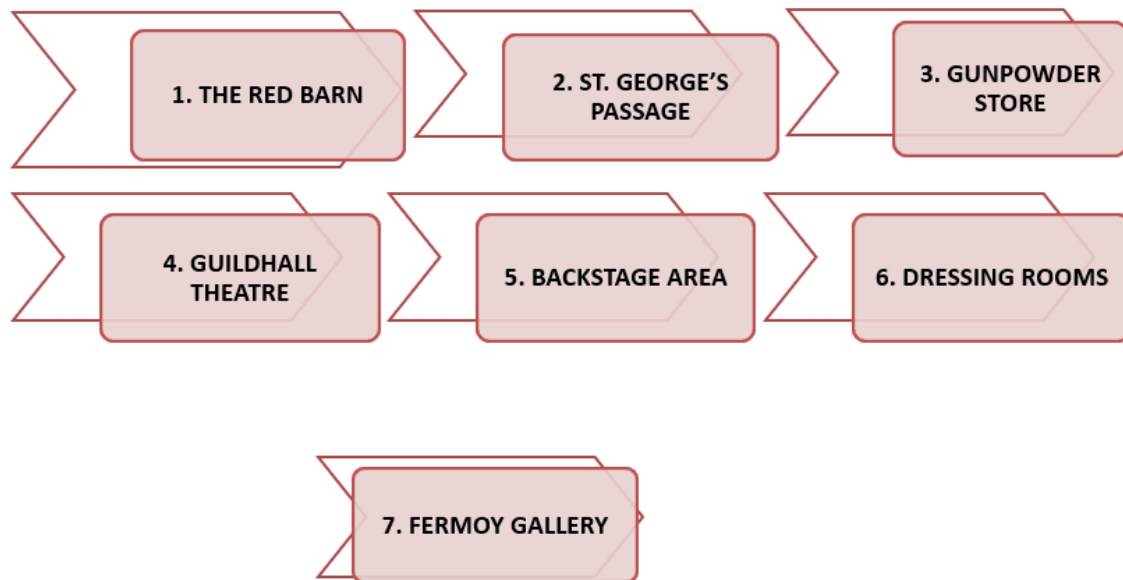 1. THE RED BARN
2. ST. GEORGE’S
PASSAGE
3. GUNPOWDER
STORE
4. GUILDHALL
THEATRE
5. BACKSTAGE AREA
6. DRESSING ROOMS
7. FERMOY GALLERY